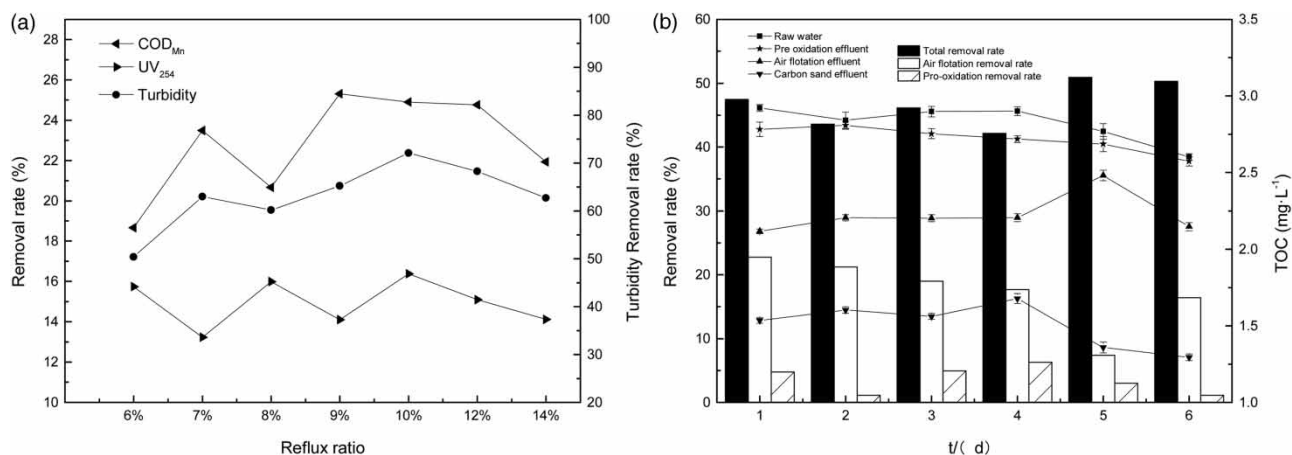 (a)
28
26
24
22
20
18
16
14
12
10
Removal rate (%)
COD_Mn
UV_254
Turbidity
100
90
80
70
60
50
40
30
20
Turbidity Removal rate (%)
6% 7% 8% 9% 10% 12% 14%
Reflux ratio
(b)
60
50
40
30
20
10
0
Removal rate (%)
Raw water
Pre oxidation effluent
Air flotation effluent
Carbon sand effluent
Total removal rate
Air flotation removal rate
Pro-oxidation removal rate
3.5
3.0
2.5
2.0
1.5
1.0
TOC (mg·L⁻¹)
1 2 3 4 5 6
t/( d)